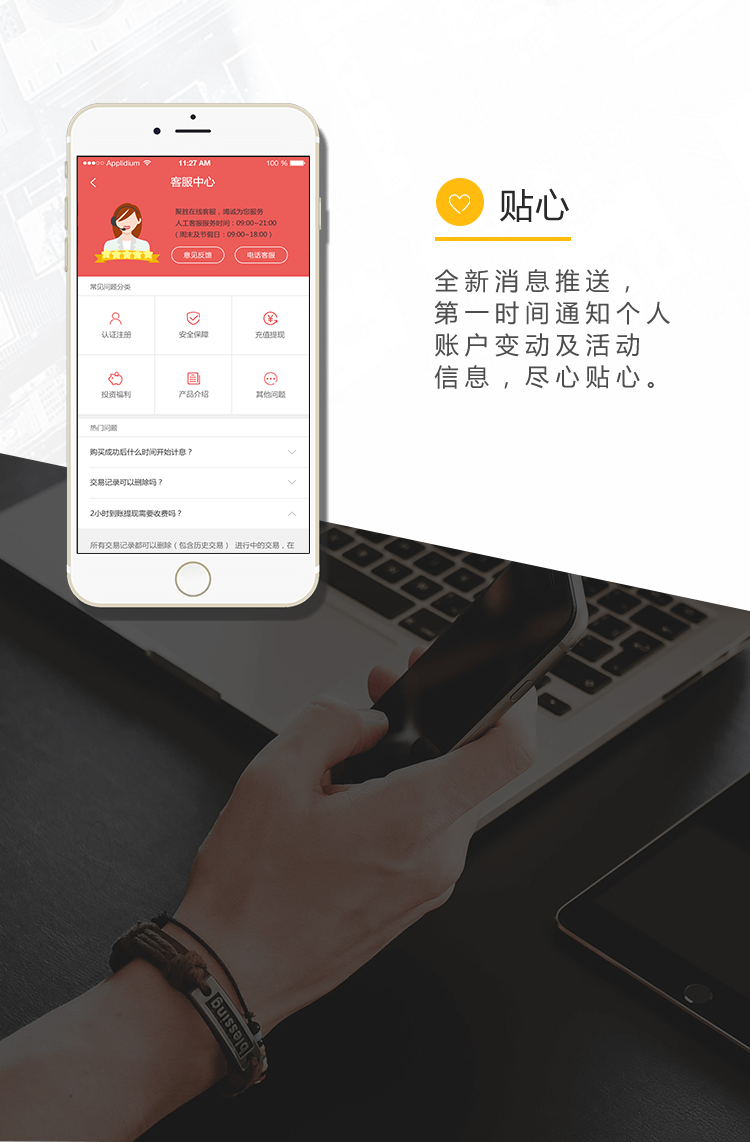 ●●●○○ Applidium 11:27 AM 100 %
客服中心
聚胜在线客服，竭诚为您服务
人工客服服务时间：09:00~21:00
（周末及节假日：09:00~18:00）
意见反馈 电话客服
常见问题分类
认证注册 安全保障 充值提现
投资福利 产品介绍 其他问题
热门问题
购买成功后什么时间开始计息？
交易记录可以删除吗？
2小时到账提现需要收费吗？
所有交易记录都可以删除（包含历史交易） 进行中的交易，在
贴心
全新消息推送，
第一时间通知个人
账户变动及活动
信息，尽心贴心。
blessing